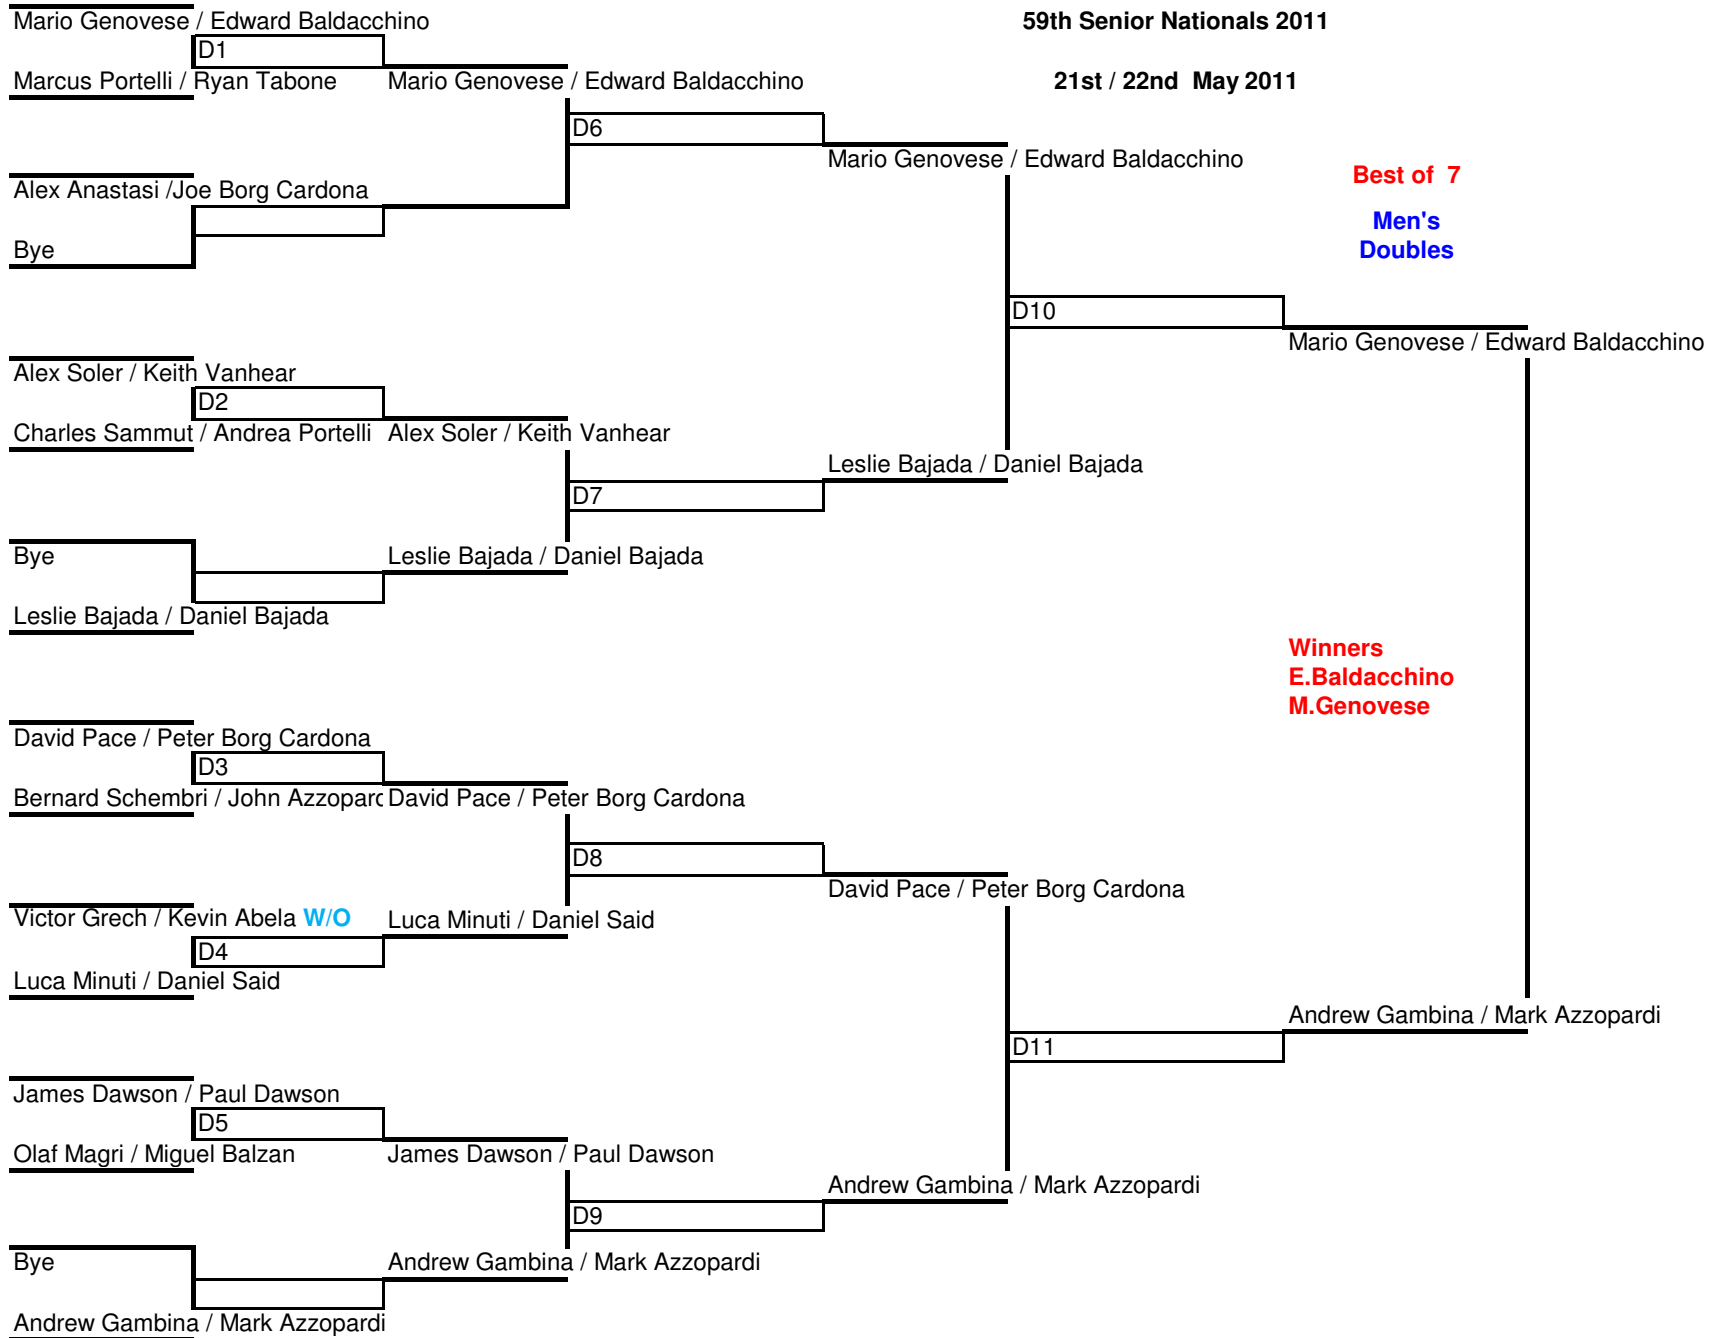 Mario Genovese / Edward Baldacchino
59th Senior Nationals 2011
D1
Marcus Portelli / Ryan Tabone
Mario Genovese / Edward Baldacchino
21st / 22nd May 2011
D6
Mario Genovese / Edward Baldacchino
Best of 7
Alex Anastasi /Joe Borg Cardona
Men's
Doubles
Bye
D10
Mario Genovese / Edward Baldacchino
Alex Soler / Keith Vanhear
D2
Charles Sammut / Andrea Portelli
Alex Soler / Keith Vanhear
Leslie Bajada / Daniel Bajada
D7
Bye
Leslie Bajada / Daniel Bajada
Leslie Bajada / Daniel Bajada
Winners
E.Baldacchino
M.Genovese
David Pace / Peter Borg Cardona
D3
Bernard Schembri / John Azzoparc
David Pace / Peter Borg Cardona
D8
David Pace / Peter Borg Cardona
Victor Grech / Kevin Abela W/O
Luca Minuti / Daniel Said
D4
Luca Minuti / Daniel Said
Andrew Gambina / Mark Azzopardi
D11
James Dawson / Paul Dawson
D5
Olaf Magri / Miguel Balzan
James Dawson / Paul Dawson
Andrew Gambina / Mark Azzopardi
D9
Bye
Andrew Gambina / Mark Azzopardi
Andrew Gambina / Mark Azzopardi